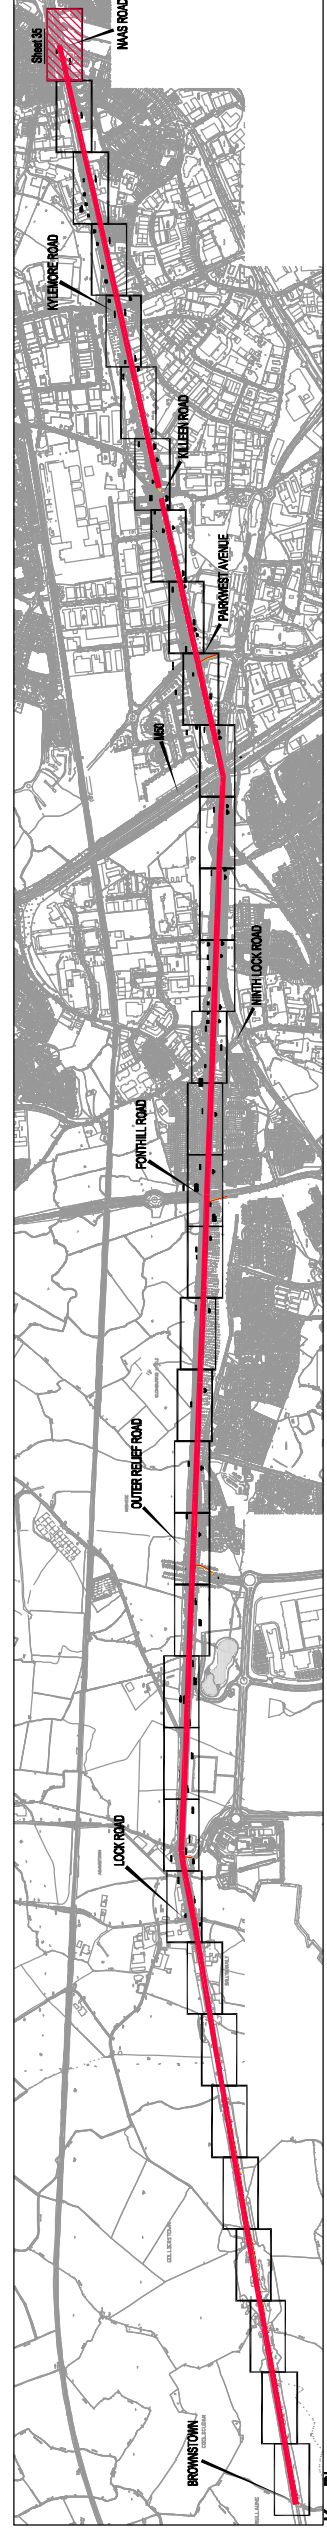 Sheet 35
NAAS ROAD
KYLEMORE ROAD
KILLEEN ROAD
PARKWEST AVENUE
M50
NINTH LOCK ROAD
FONTHILL ROAD
OUTER RELIEF ROAD
LOCK ROAD
BROWNSTOWN